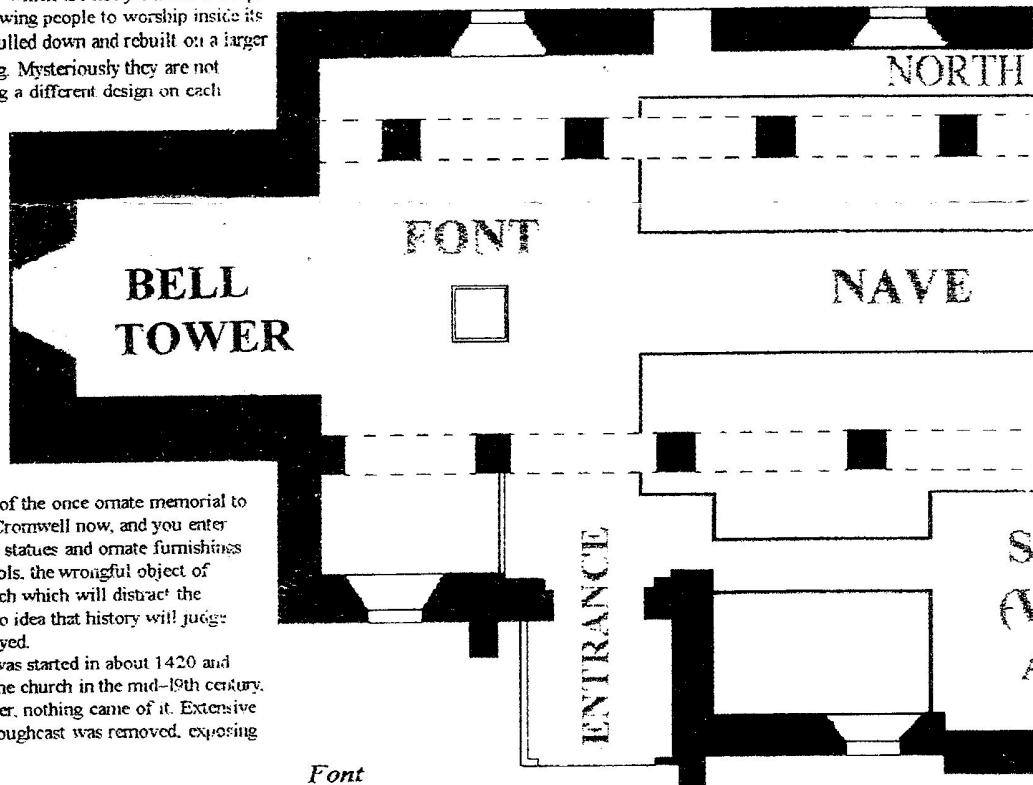 wing people to worship inside its
ulled down and rebuilt on a larger
g. Mysteriously they are not
g a different design on each
NORTH
FONT
BELL
TOWER
NAVE
of the once ornate memorial to
Cromwell now, and you enter
statues and ornate furnishings
ols, the wrongful object of
ch which will distract the
o idea that history will judge
yed.
was started in about 1420 and
he church in the mid-19th century,
er, nothing came of it. Extensive
oughcast was removed, exposing
ENTRANCE
S
Font